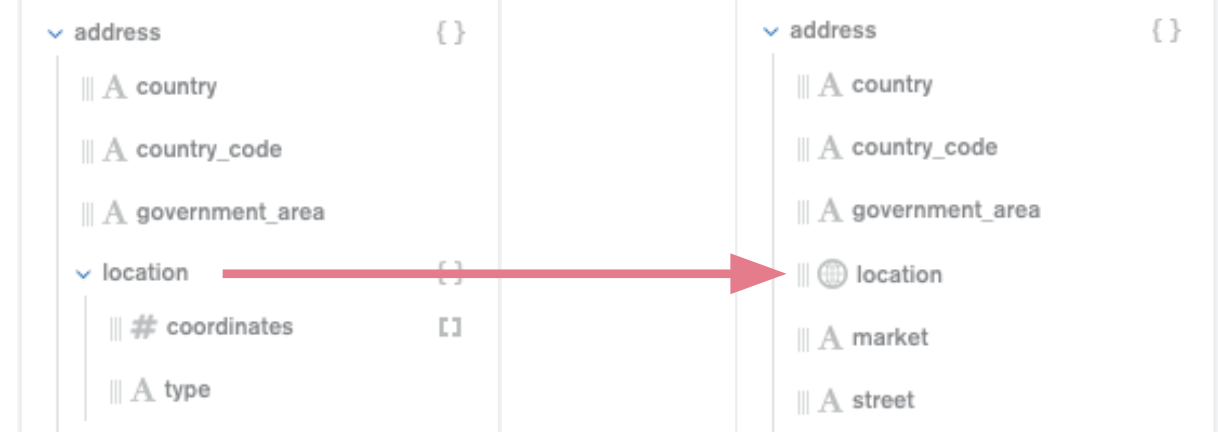 address { }
A country
A country_code
A government_area
location { }
# coordinates [ ]
A type
address { }
A country
A country_code
A government_area
location
A market
A street